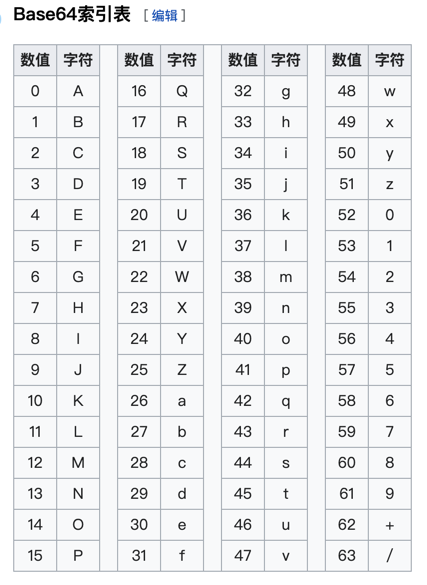 Base64索引表 [编辑]
数值 字符 数值 字符 数值 字符 数值 字符
0 A 16 Q 32 g 48 w
1 B 17 R 33 h 49 x
2 C 18 S 34 i 50 y
3 D 19 T 35 j 51 z
4 E 20 U 36 k 52 0
5 F 21 V 37 l 53 1
6 G 22 W 38 m 54 2
7 H 23 X 39 n 55 3
8 I 24 Y 40 o 56 4
9 J 25 Z 41 p 57 5
10 K 26 a 42 q 58 6
11 L 27 b 43 r 59 7
12 M 28 c 44 s 60 8
13 N 29 d 45 t 61 9
14 O 30 e 46 u 62 +
15 P 31 f 47 v 63 /